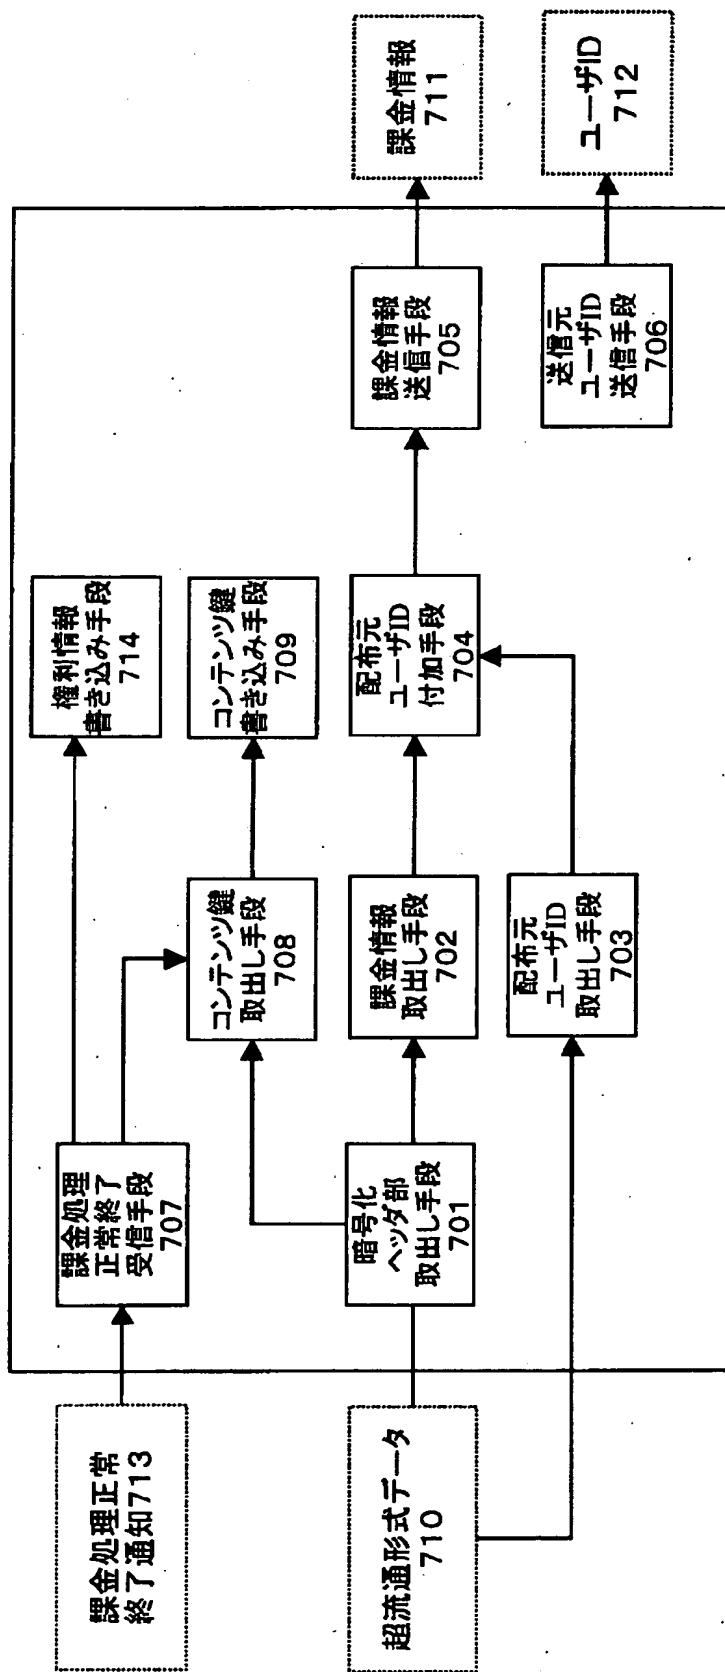 課金処理正常
終了通知713
超流通形式データ
710
課金処理
正常終了
受信手段
707
暗号化
ヘッダ部
取出し手段
701
コンテンツ鍵
取出し手段
708
課金情報
取出し手段
702
配布元
ユーザID
取出し手段
703
権利情報
書き込み手段
714
コンテンツ鍵
書き込み手段
709
配布元
ユーザID
付加手段
704
課金情報
送信手段
705
送信元
ユーザID
送信手段
706
課金情報
711
ユーザID
712